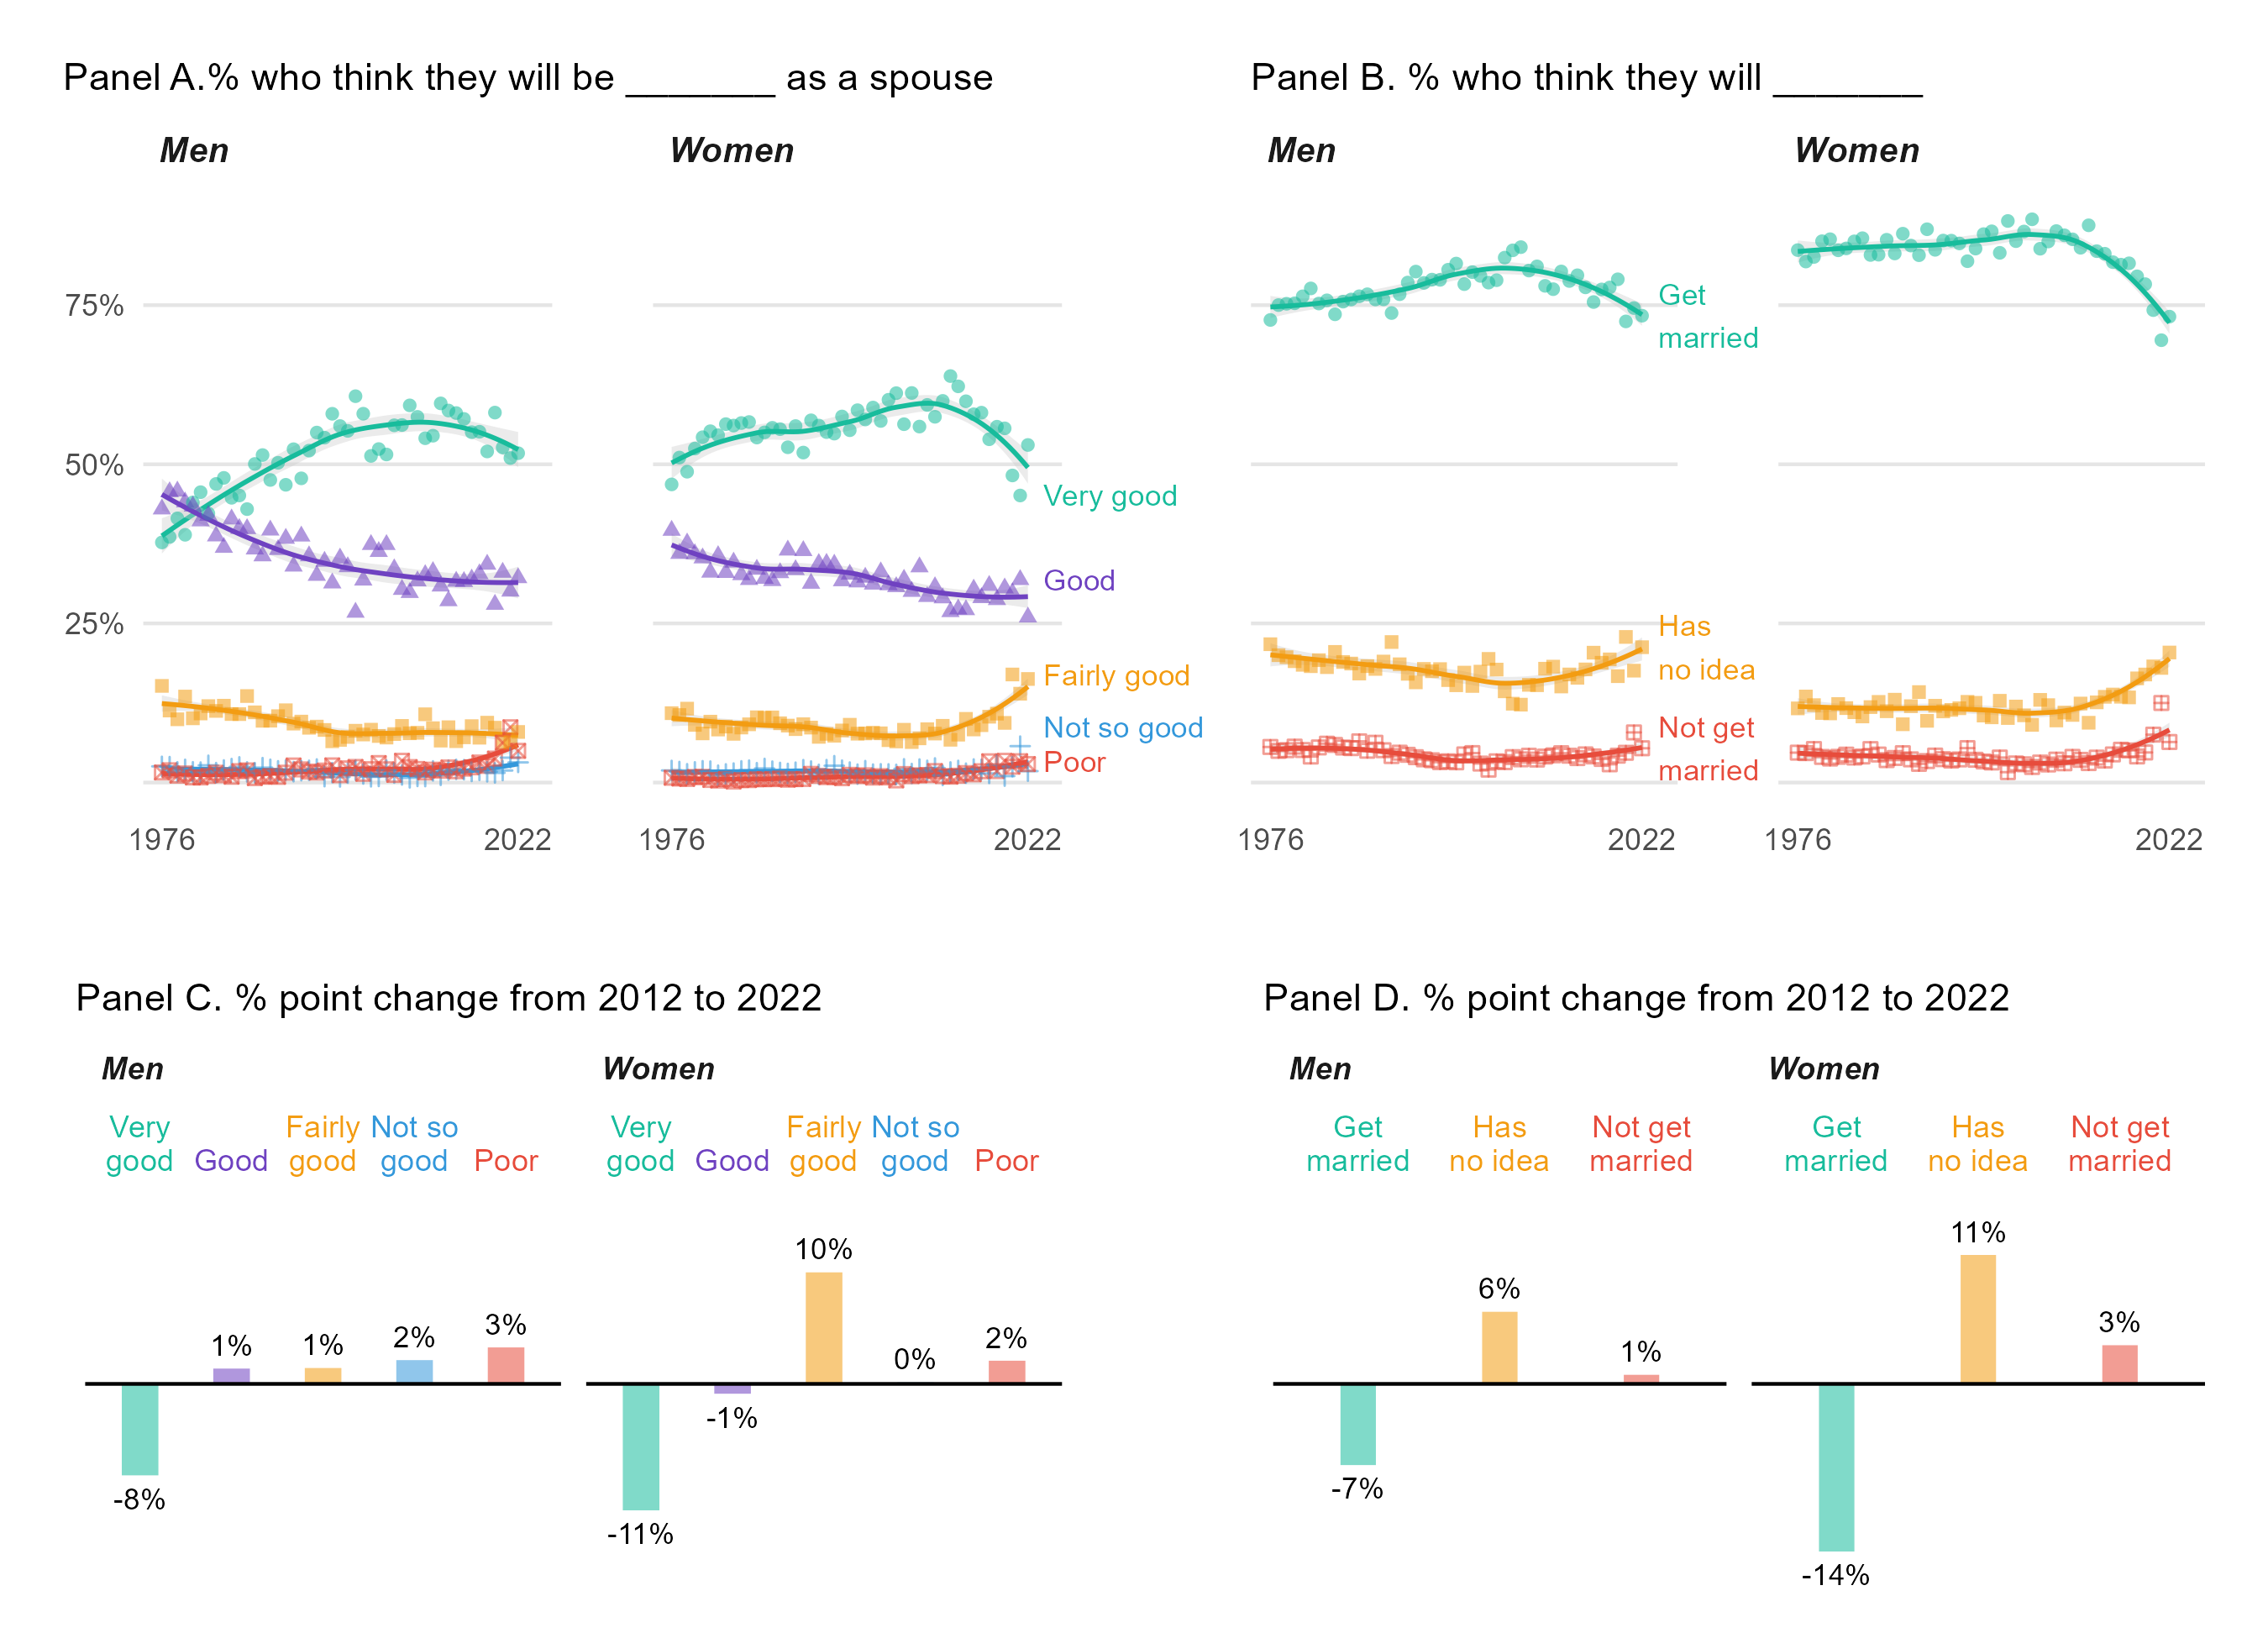 Panel A.% who think they will be _______ as a spouse
Men
Women
75%
50%
25%
Very good
Good
Fairly good
Not so good
Poor
1976
2022
1976
2022
Panel B. % who think they will _______
Men
Women
Get
married
Has
no idea
Not get
married
1976
2022
1976
2022
Panel C. % point change from 2012 to 2022
Men
Women
Very
good
Good
Fairly
good
Not so
good
Poor
Very
good
Good
Fairly
good
Not so
good
Poor
-8%
1%
1%
2%
3%
-11%
-1%
10%
0%
2%
Panel D. % point change from 2012 to 2022
Men
Women
Get
married
Has
no idea
Not get
married
Get
married
Has
no idea
Not get
married
-7%
6%
1%
-14%
11%
3%